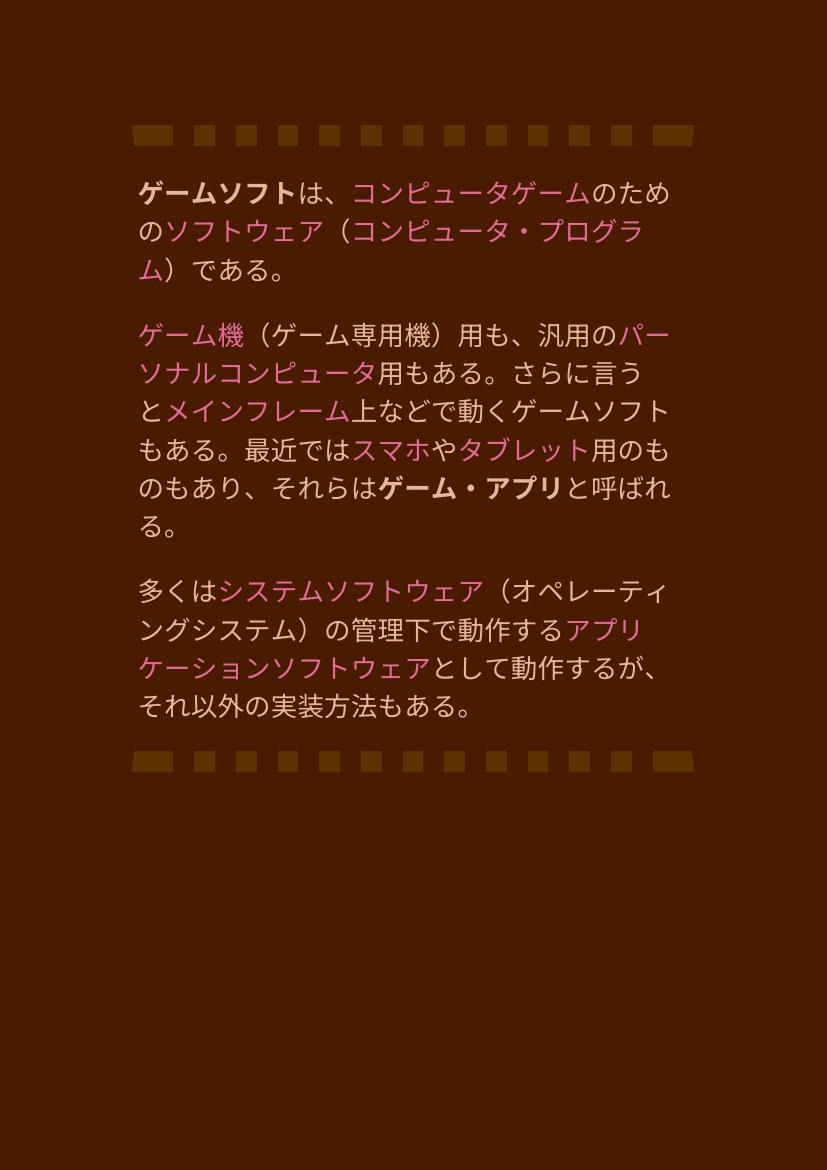 ゲームソフトは、コンピュータゲームのため
のソフトウェア（コンピュータ・プログラ
ム）である。
ゲーム機（ゲーム専用機）用も、汎用のパー
ソナルコンピュータ用もある。さらに言う
とメインフレーム上などで動くゲームソフト
もある。最近ではスマホやタブレット用のも
のもあり、それらはゲーム・アプリと呼ばれ
る。
多くはシステムソフトウェア（オペレーティ
ングシステム）の管理下で動作するアプリ
ケーションソフトウェアとして動作するが、
それ以外の実装方法もある。